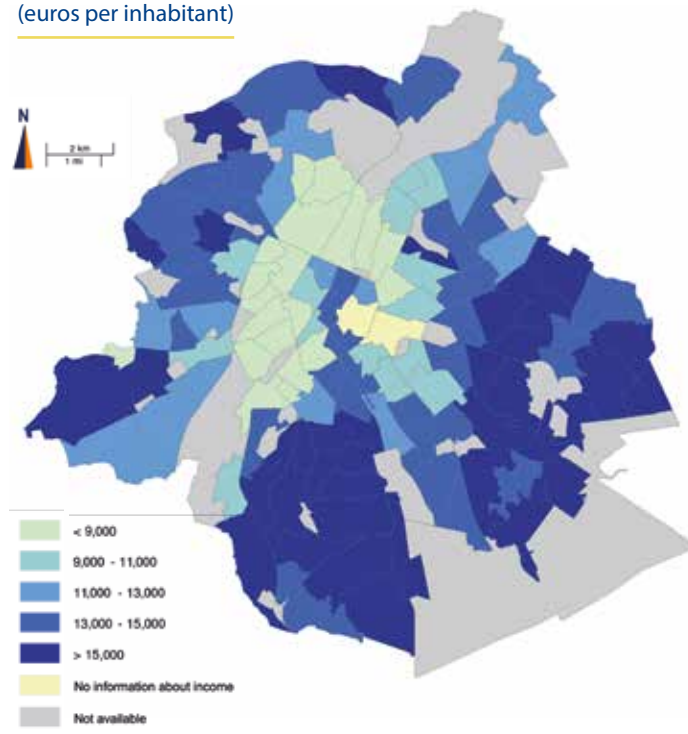 (euros per inhabitant)
N
2 km
1 mi
< 9,000
9,000 - 11,000
11,000 - 13,000
13,000 - 15,000
> 15,000
No information about income
Not available